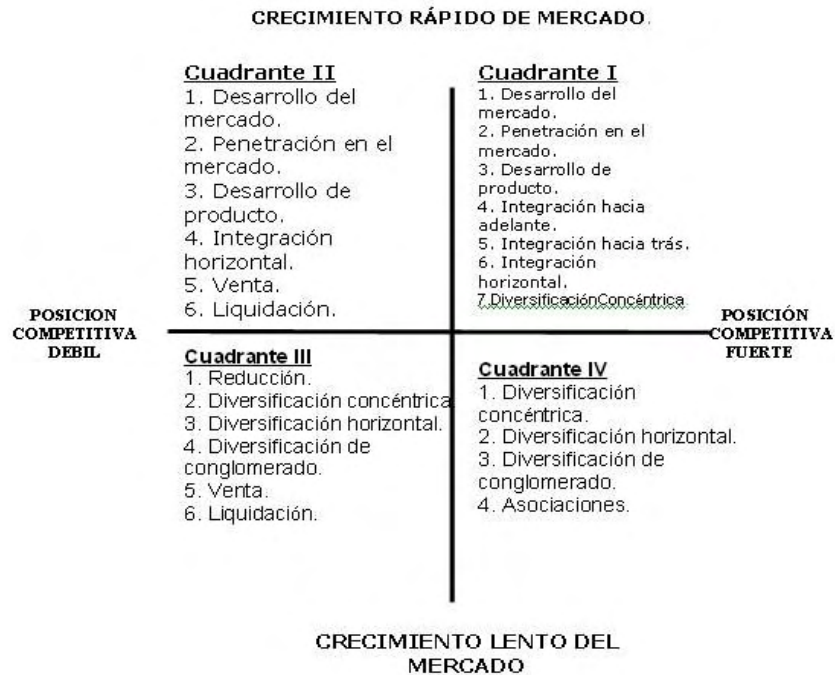 CRECIMIENTO RÁPIDO DE MERCADO.
Cuadrante II
1. Desarrollo del
mercado.
2. Penetración en el
mercado.
3. Desarrollo de
producto.
4. Integración
horizontal.
5. Venta.
6. Liquidación.
Cuadrante I
1. Desarrollo del
mercado.
2. Penetración en el
mercado.
3. Desarrollo de
producto.
4. Integración hacia
adelante.
5. Integración hacia trás.
6. Integración
horizontal.
7.DiversificaciónConcéntrica
POSICION
COMPETITIVA
DEBIL
POSICIÓN
COMPETITIVA
FUERTE
Cuadrante III
1. Reducción.
2. Diversificación concéntrica
3. Diversificación horizontal.
4. Diversificación de
conglomerado.
5. Venta.
6. Liquidación.
Cuadrante IV
1. Diversificación
concéntrica.
2. Diversificación horizontal.
3. Diversificación de
conglomerado.
4. Asociaciones.
CRECIMIENTO LENTO DEL
MERCADO